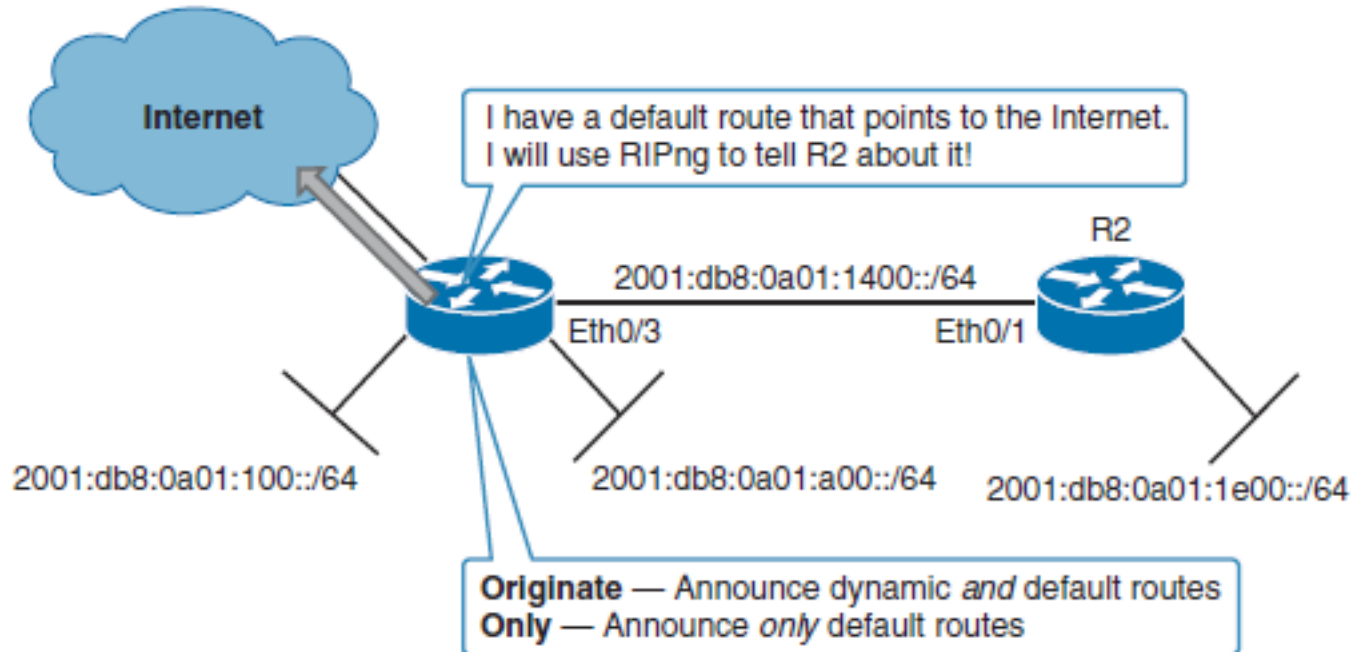 Internet
I have a default route that points to the Internet.
I will use RIPng to tell R2 about it!
R2
2001:db8:0a01:1400::/64
Eth0/3
Eth0/1
2001:db8:0a01:100::/64
2001:db8:0a01:a00::/64
2001:db8:0a01:1e00::/64
Originate — Announce dynamic and default routes
Only — Announce only default routes